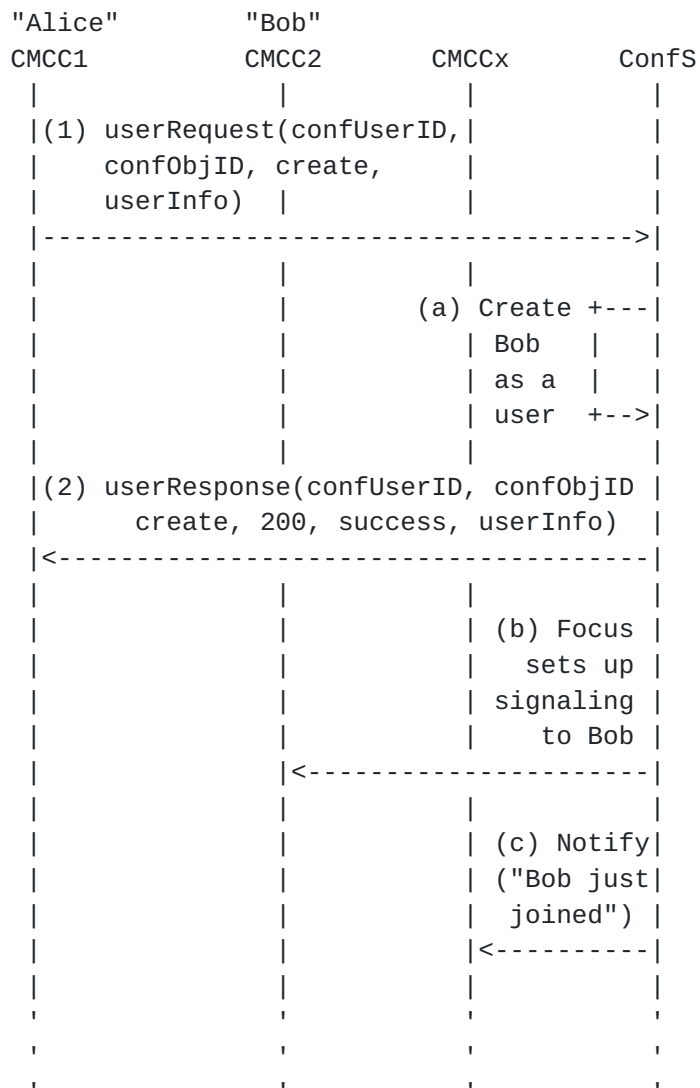 "Alice" "Bob"
CMCC1 CMCC2 CMCCx ConfS
(1) userRequest(confUserID,
confObjID, create,
userInfo)
(a) Create
Bob
as a
user
(2) userResponse(confUserID, confObjID
create, 200, success, userInfo)
(b) Focus
sets up
signaling
to Bob
(c) Notify
("Bob just
joined")